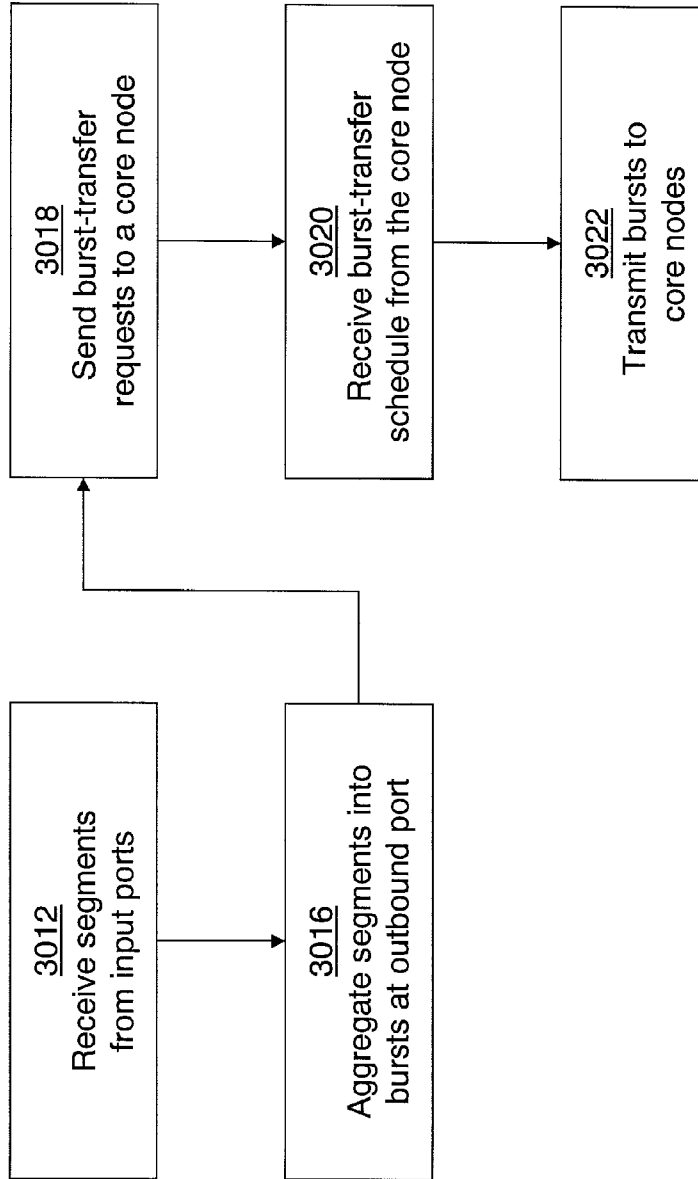 3012
Receive segments
from input ports
3016
Aggregate segments into
bursts at outbound port
3018
Send burst-transfer
requests to a core node
3020
Receive burst-transfer
schedule from the core node
3022
Transmit bursts to
core nodes